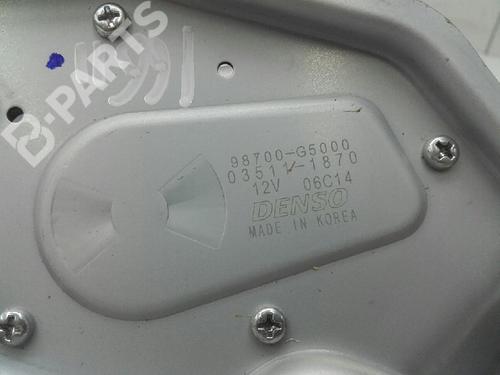 B-PARTS
98700-G5000
03511-1870
12V 06C14
DENSO
MADE IN KOREA